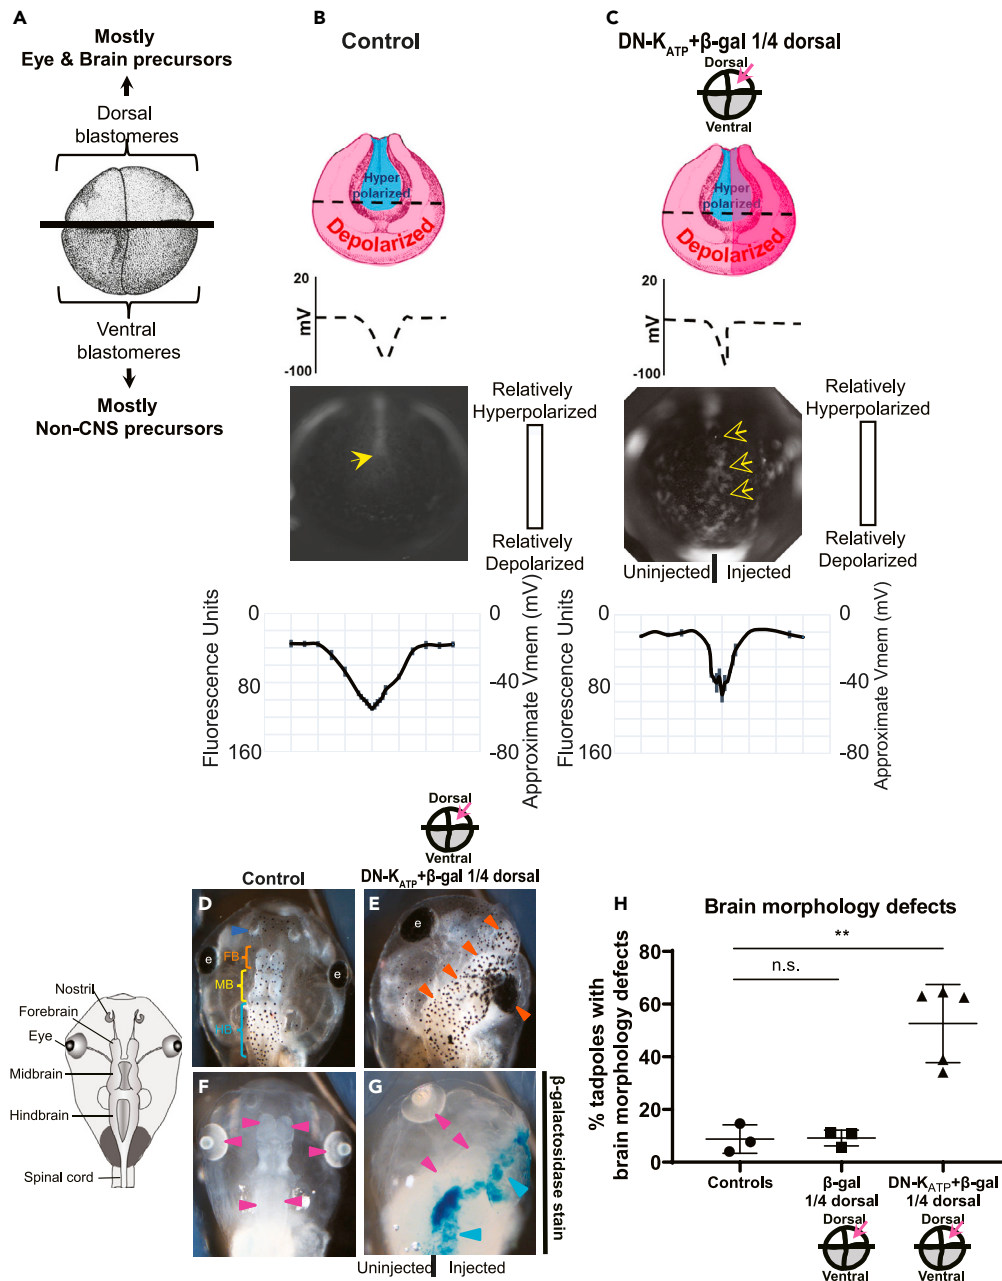 A
Mostly
Eye & Brain precursors
Dorsal
blastomeres
Ventral
blastomeres
Mostly
Non-CNS precursors
B
Control
Hyper
polarized
Depolarized
20
mV
-100
Relatively
Hyperpolarized
Relatively
Depolarized
Fluorescence Units
0
80
160
0
-40
-80
Approximate Vmem (mV)
C
DN-KATP+β-gal 1/4 dorsal
Dorsal
Ventral
Hyper
polarized
Depolarized
20
mV
-100
Relatively
Hyperpolarized
Relatively
Depolarized
Uninjected
Injected
Fluorescence Units
0
80
160
0
-40
-80
Approximate Vmem (mV)
Nostril
Forebrain
Eye
Midbrain
Hindbrain
Spinal cord
Control
D
e
e
FB
MB
HB
Dorsal
Ventral
DN-KATP+β-gal 1/4 dorsal
E
e
F
G
β-galactosidase stain
Uninjected
Injected
H
Brain morphology defects
% tadpoles with
brain morphology defects
80
60
40
20
0
n.s.
**
Controls
β-gal
1/4 dorsal
Dorsal
Ventral
DN-KATP+β-gal
1/4 dorsal
Dorsal
Ventral